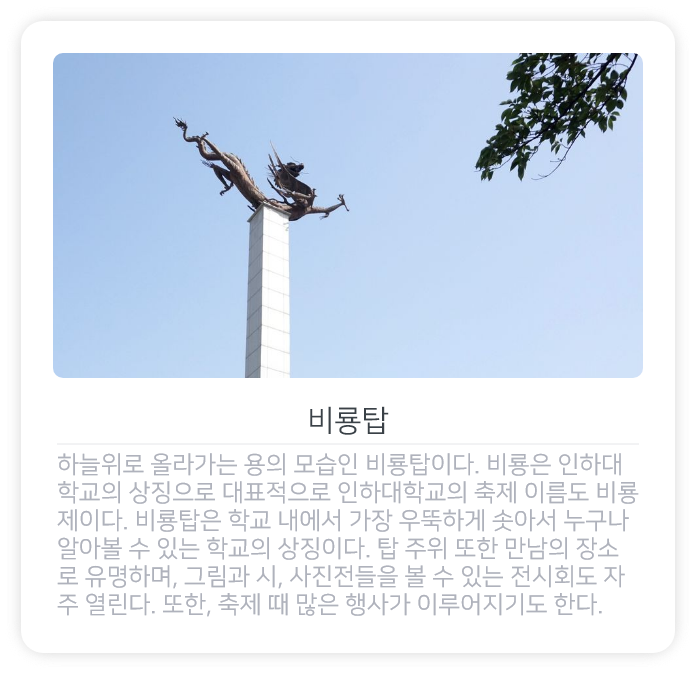 비룡탑
하늘위로 올라가는 용의 모습인 비룡탑이다. 비룡은 인하대
학교의 상징으로 대표적으로 인하대학교의 축제 이름도 비룡
제이다. 비룡탑은 학교 내에서 가장 우뚝하게 솟아서 누구나
알아볼 수 있는 학교의 상징이다. 탑 주위 또한 만남의 장소
로 유명하며, 그림과 시, 사진전들을 볼 수 있는 전시회도 자
주 열린다. 또한, 축제 때 많은 행사가 이루어지기도 한다.